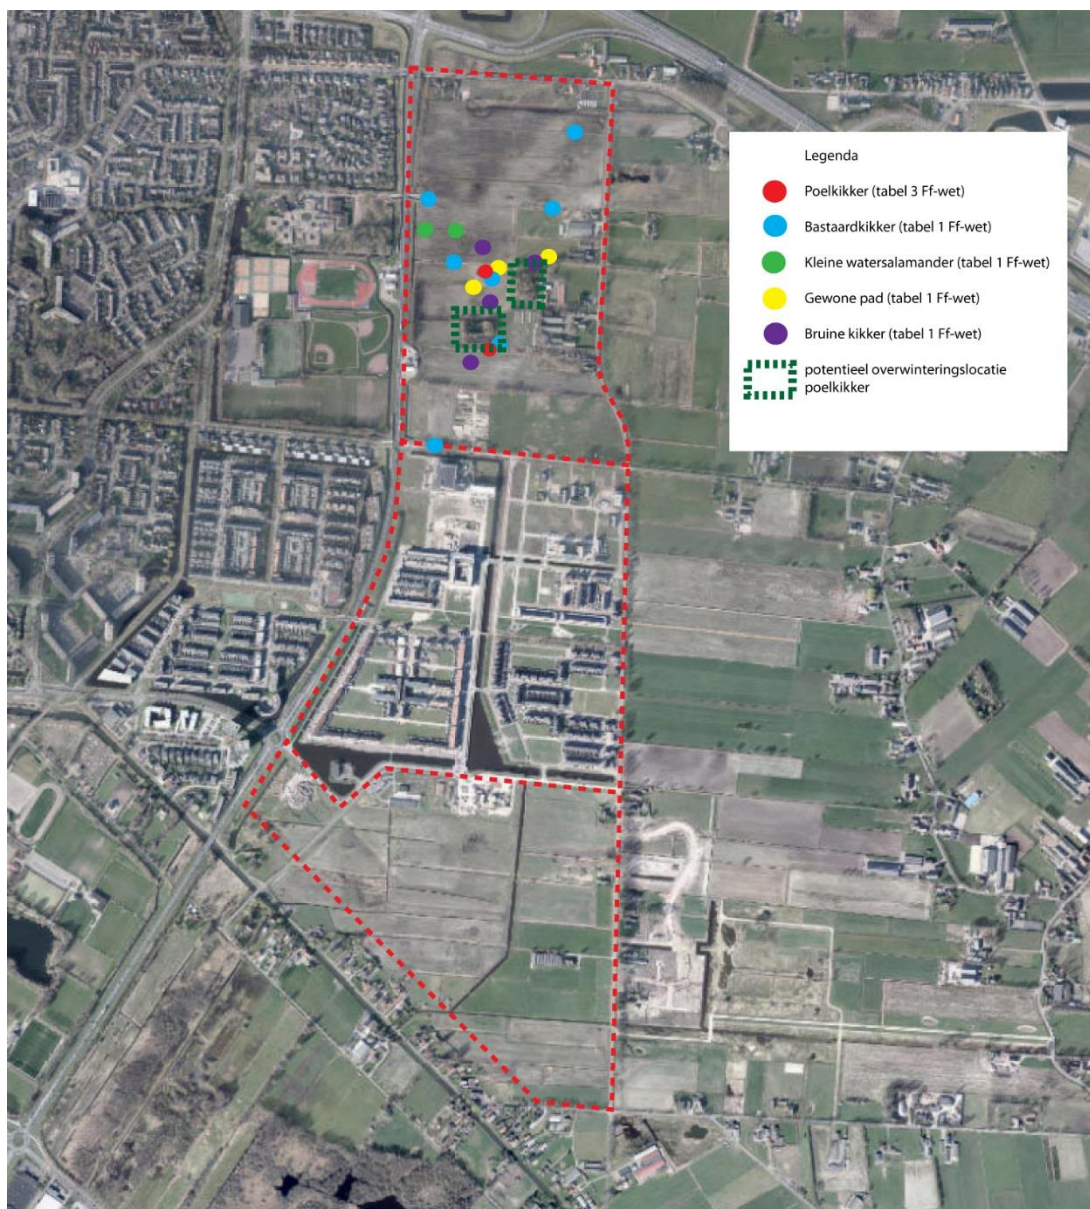 Legenda
Poelkikker (tabel 3 Ff-wet)
Bastaardkikker (tabel 1 Ff-wet)
Kleine watersalamander (tabel 1 Ff-wet)
Gewone pad (tabel 1 Ff-wet)
Bruine kikker (tabel 1 Ff-wet)
potentieel overwinteringslocatie
poelkikker